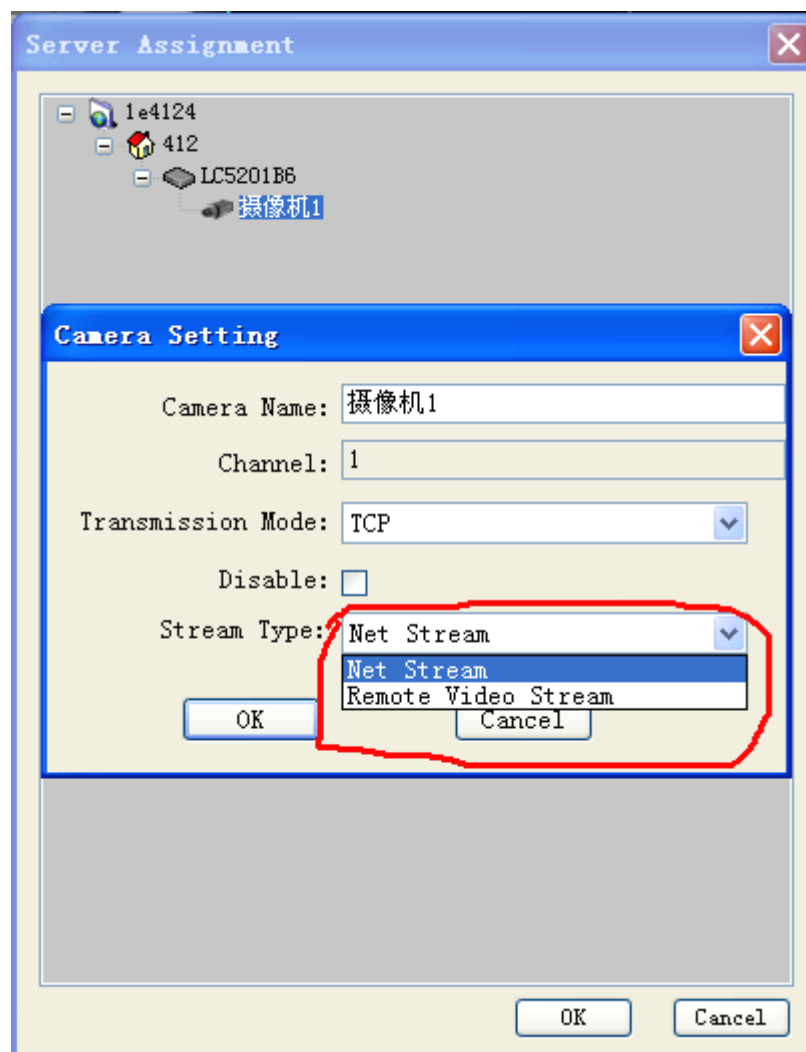 Server Assignment
1e4124
412
LC5201B6
摄像机1
Camera Setting
Camera Name: 摄像机1
Channel: 1
Transmission Mode: TCP
Disable:
Stream Type: Net Stream
Net Stream
Remote Video Stream
OK Cancel
OK Cancel